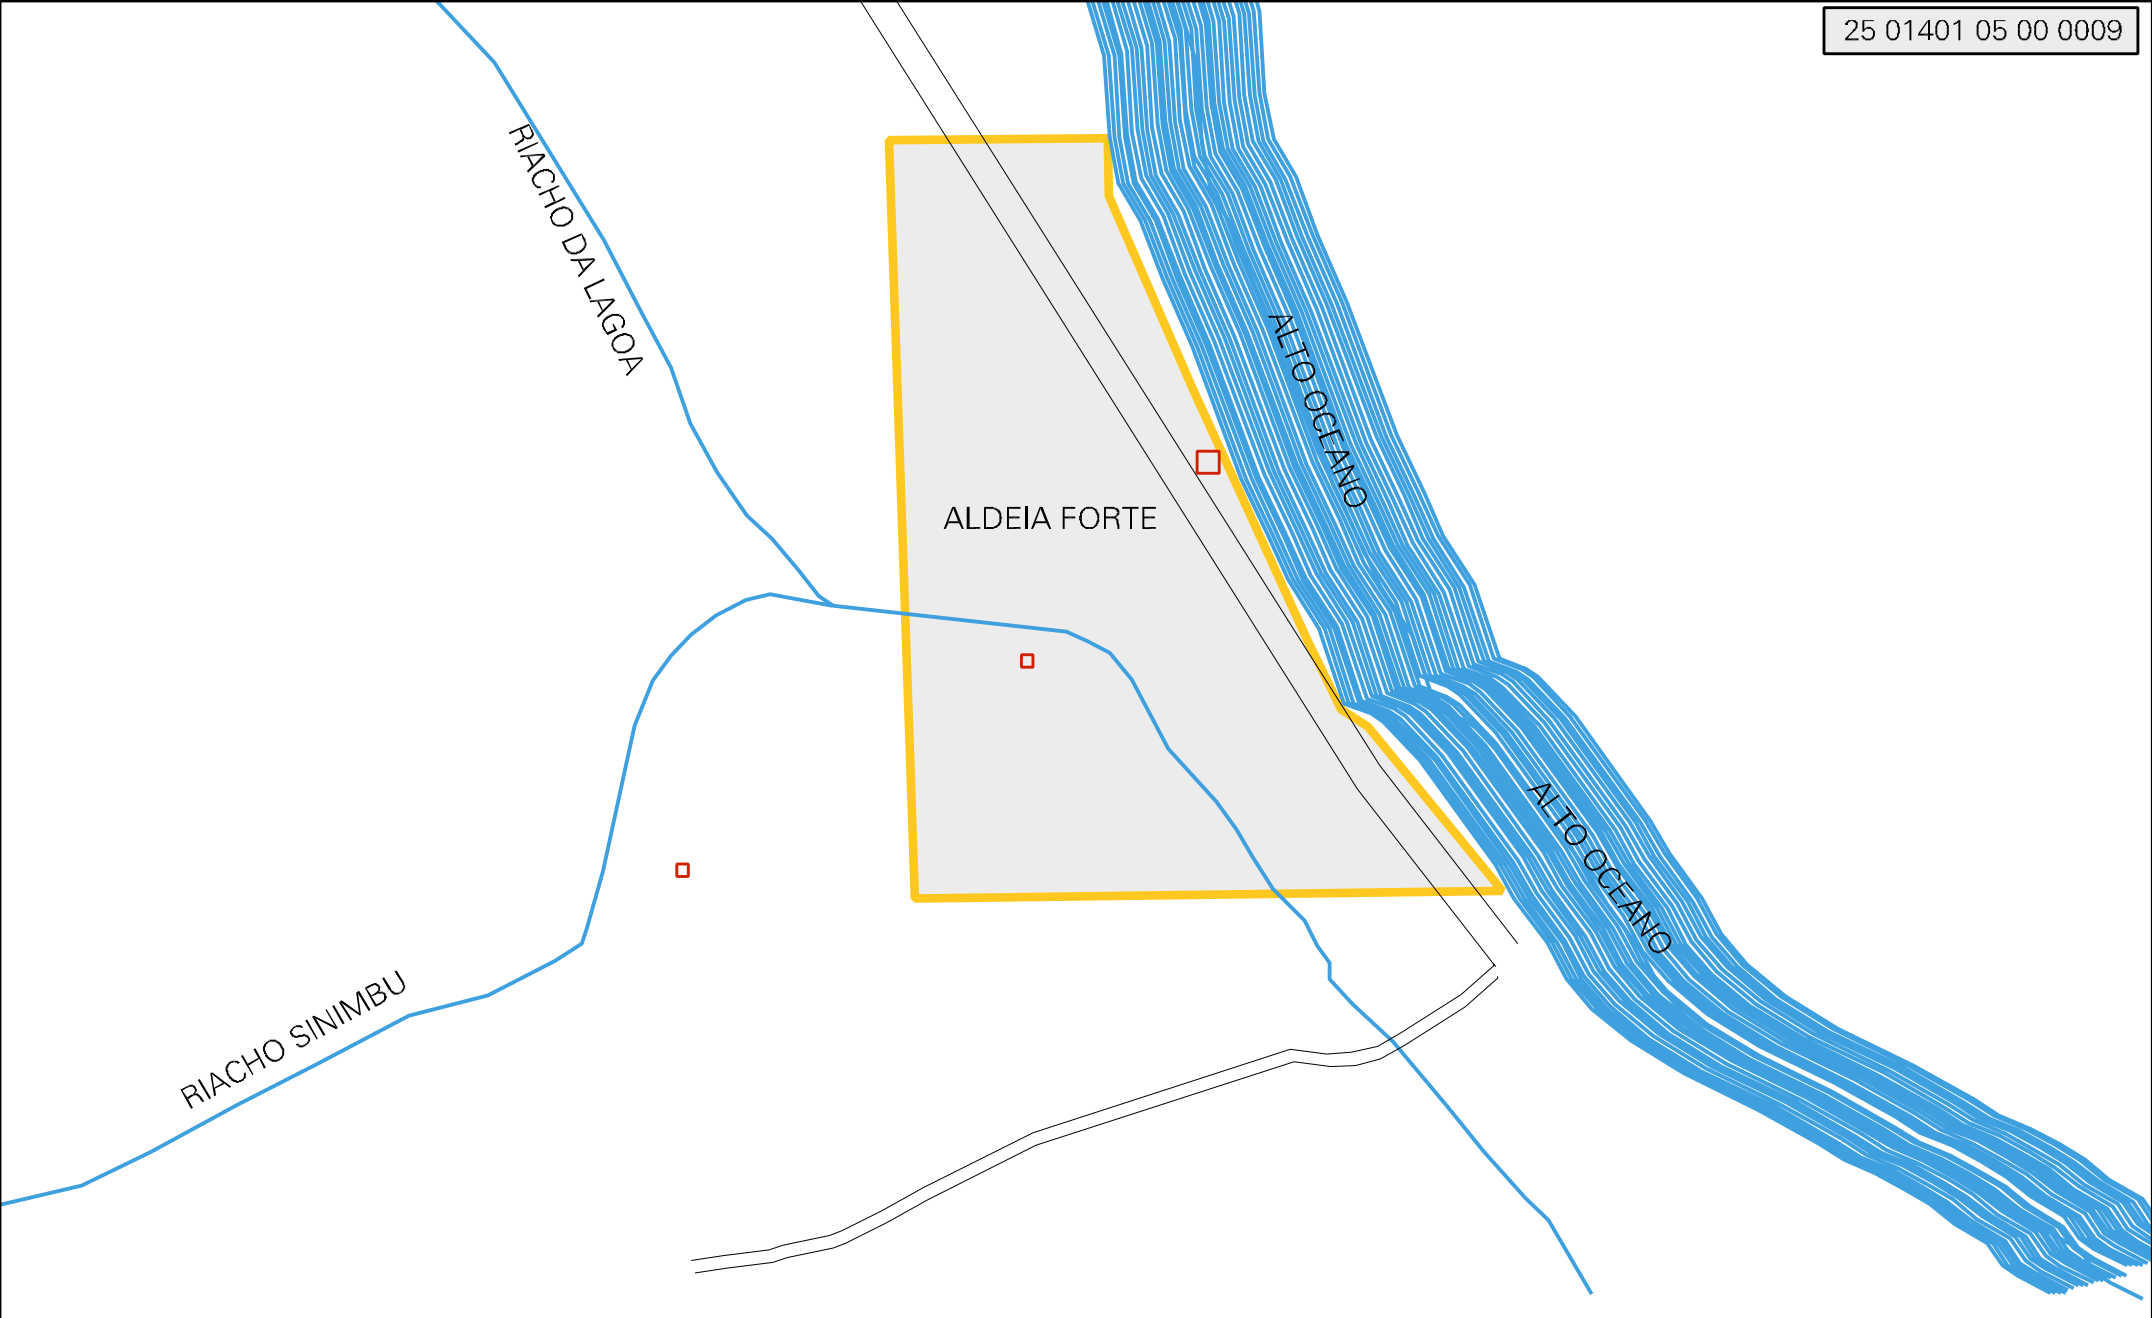 25 01401 05 00 0009
RIACHO DA LAGOA
ALTO OCEANO
ALDEIA FORTE
ALTO OCEANO
RIACHO SINIMBU